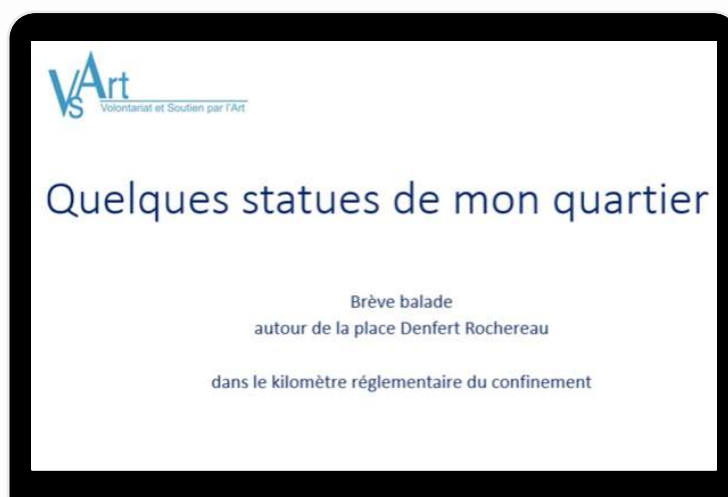 VSArt
Volontariat et Soutien par l'Art
Quelques statues de mon quartier
Brève balade
autour de la place Denfert Rochereau
dans le kilomètre réglementaire du confinement